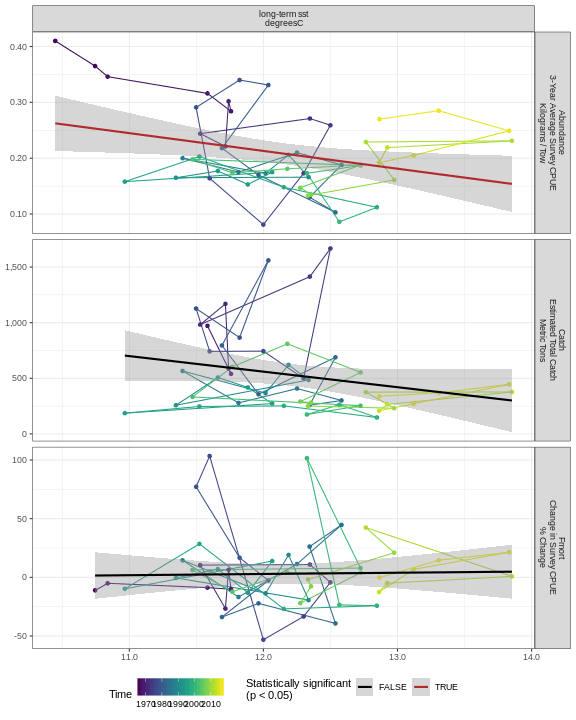 long-term sst
degreesC
0.40
0.30
0.20
0.10
Abundance
3-Year Average Survey CPUE
Kilograms / Tow
1,500
1,000
500
0
Catch
Estimated Total Catch
Metric Tons
100
50
0
-50
Fmort
Change in Survey CPUE
% Change
11.0
12.0
13.0
14.0
Time
1970
1980
1990
2000
2010
Statistically significant
(p < 0.05)
FALSE
TRUE